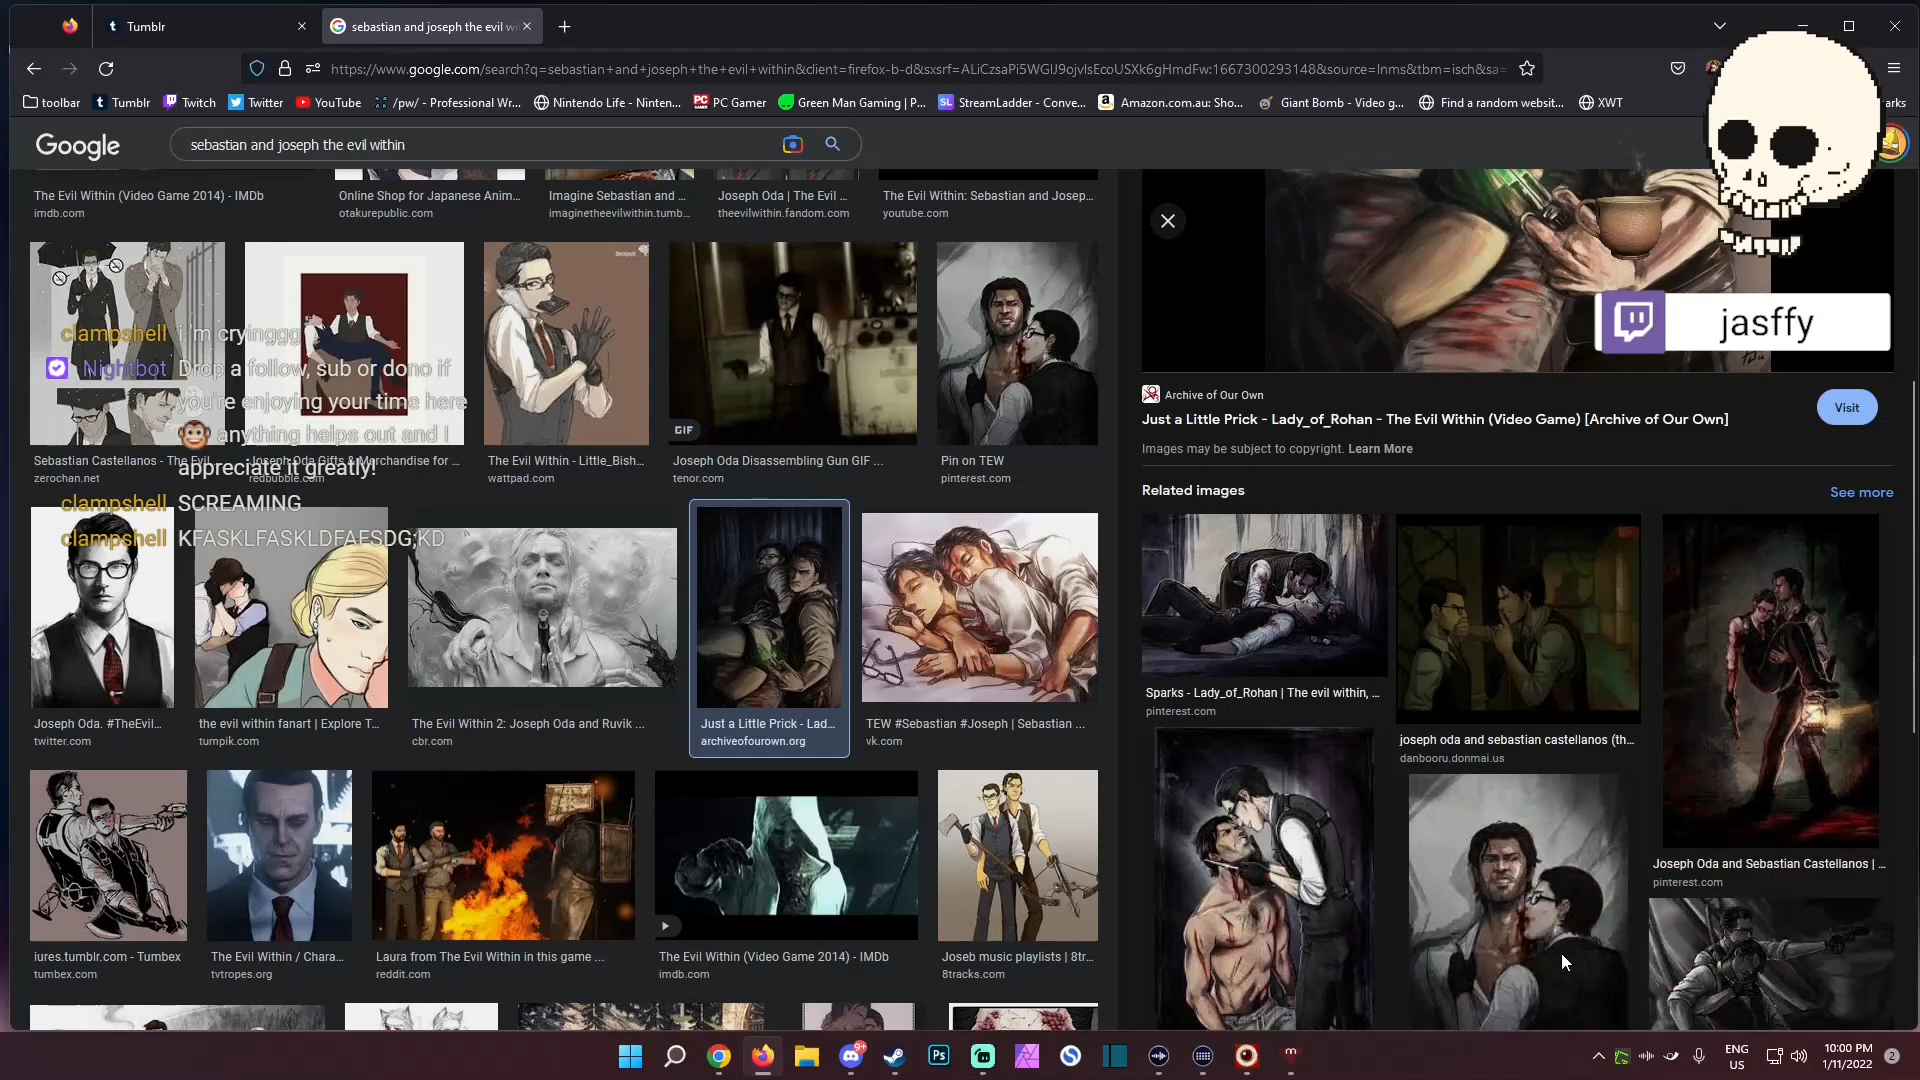 Tumblr
sebastian and joseph the evil wi
https://www.google.com/search?q=sebastian+and+joseph+the+evil+within&client=firefox-b-d&sxsrf=ALiCzsaPi5WGlJ9ojvlsEcoUSXk6gHmdFw:1667300293148&source=lnms&tbm=isch&sa=
toolbar Tumblr Twitch Twitter YouTube /pw/ - Professional Wr... Nintendo Life - Ninten... PC Gamer Green Man Gaming | P... StreamLadder - Conve... Amazon.com.au: Sho... Giant Bomb - Video g... Find a random websit... XWT arks
Google sebastian and joseph the evil within
The Evil Within (Video Game 2014) - IMDb
imdb.com
Online Shop for Japanese Anim...
otakurepublic.com
Imagine Sebastian and ...
imaginetheevilwithin.tumb...
Joseph Oda | The Evil ...
theevilwithin.fandom.com
The Evil Within: Sebastian and Josep...
youtube.com
clampshell i 'm cryinggg
Nightbot Drop a follow, sub or dono if
you're enjoying your time here
anything helps out and I
appreciate it greatly!
clampshell SCREAMING
clampshell KFASKLFASKLDFAFSDG;KD
GIF
Sebastian Castellanos - The Evil
zerochan.net
Joseph Oda Gifts & Merchandise for ...
redbubble.com
The Evil Within - Little_Bish...
wattpad.com
Joseph Oda Disassembling Gun GIF ...
tenor.com
Pin on TEW
pinterest.com
Joseph Oda. #TheEvil...
twitter.com
the evil within fanart | Explore T...
tumpik.com
The Evil Within 2: Joseph Oda and Ruvik ...
cbr.com
Just a Little Prick - Lad...
archiveofourown.org
TEW #Sebastian #Joseph | Sebastian ...
vk.com
iures.tumblr.com - Tumbex
tumbex.com
The Evil Within / Chara...
tvtropes.org
Laura from The Evil Within in this game ...
reddit.com
The Evil Within (Video Game 2014) - IMDb
imdb.com
Joseb music playlists | 8tr...
8tracks.com
jasffy
Archive of Our Own
Just a Little Prick - Lady_of_Rohan - The Evil Within (Video Game) [Archive of Our Own]
Visit
Images may be subject to copyright. Learn More
Related images
See more
Sparks - Lady_of_Rohan | The evil within, ...
pinterest.com
joseph oda and sebastian castellanos (th...
danbooru.donmai.us
Joseph Oda and Sebastian Castellanos | ...
pinterest.com
9+
Ps
m
ENG
US
10:00 PM
1/11/2022
2